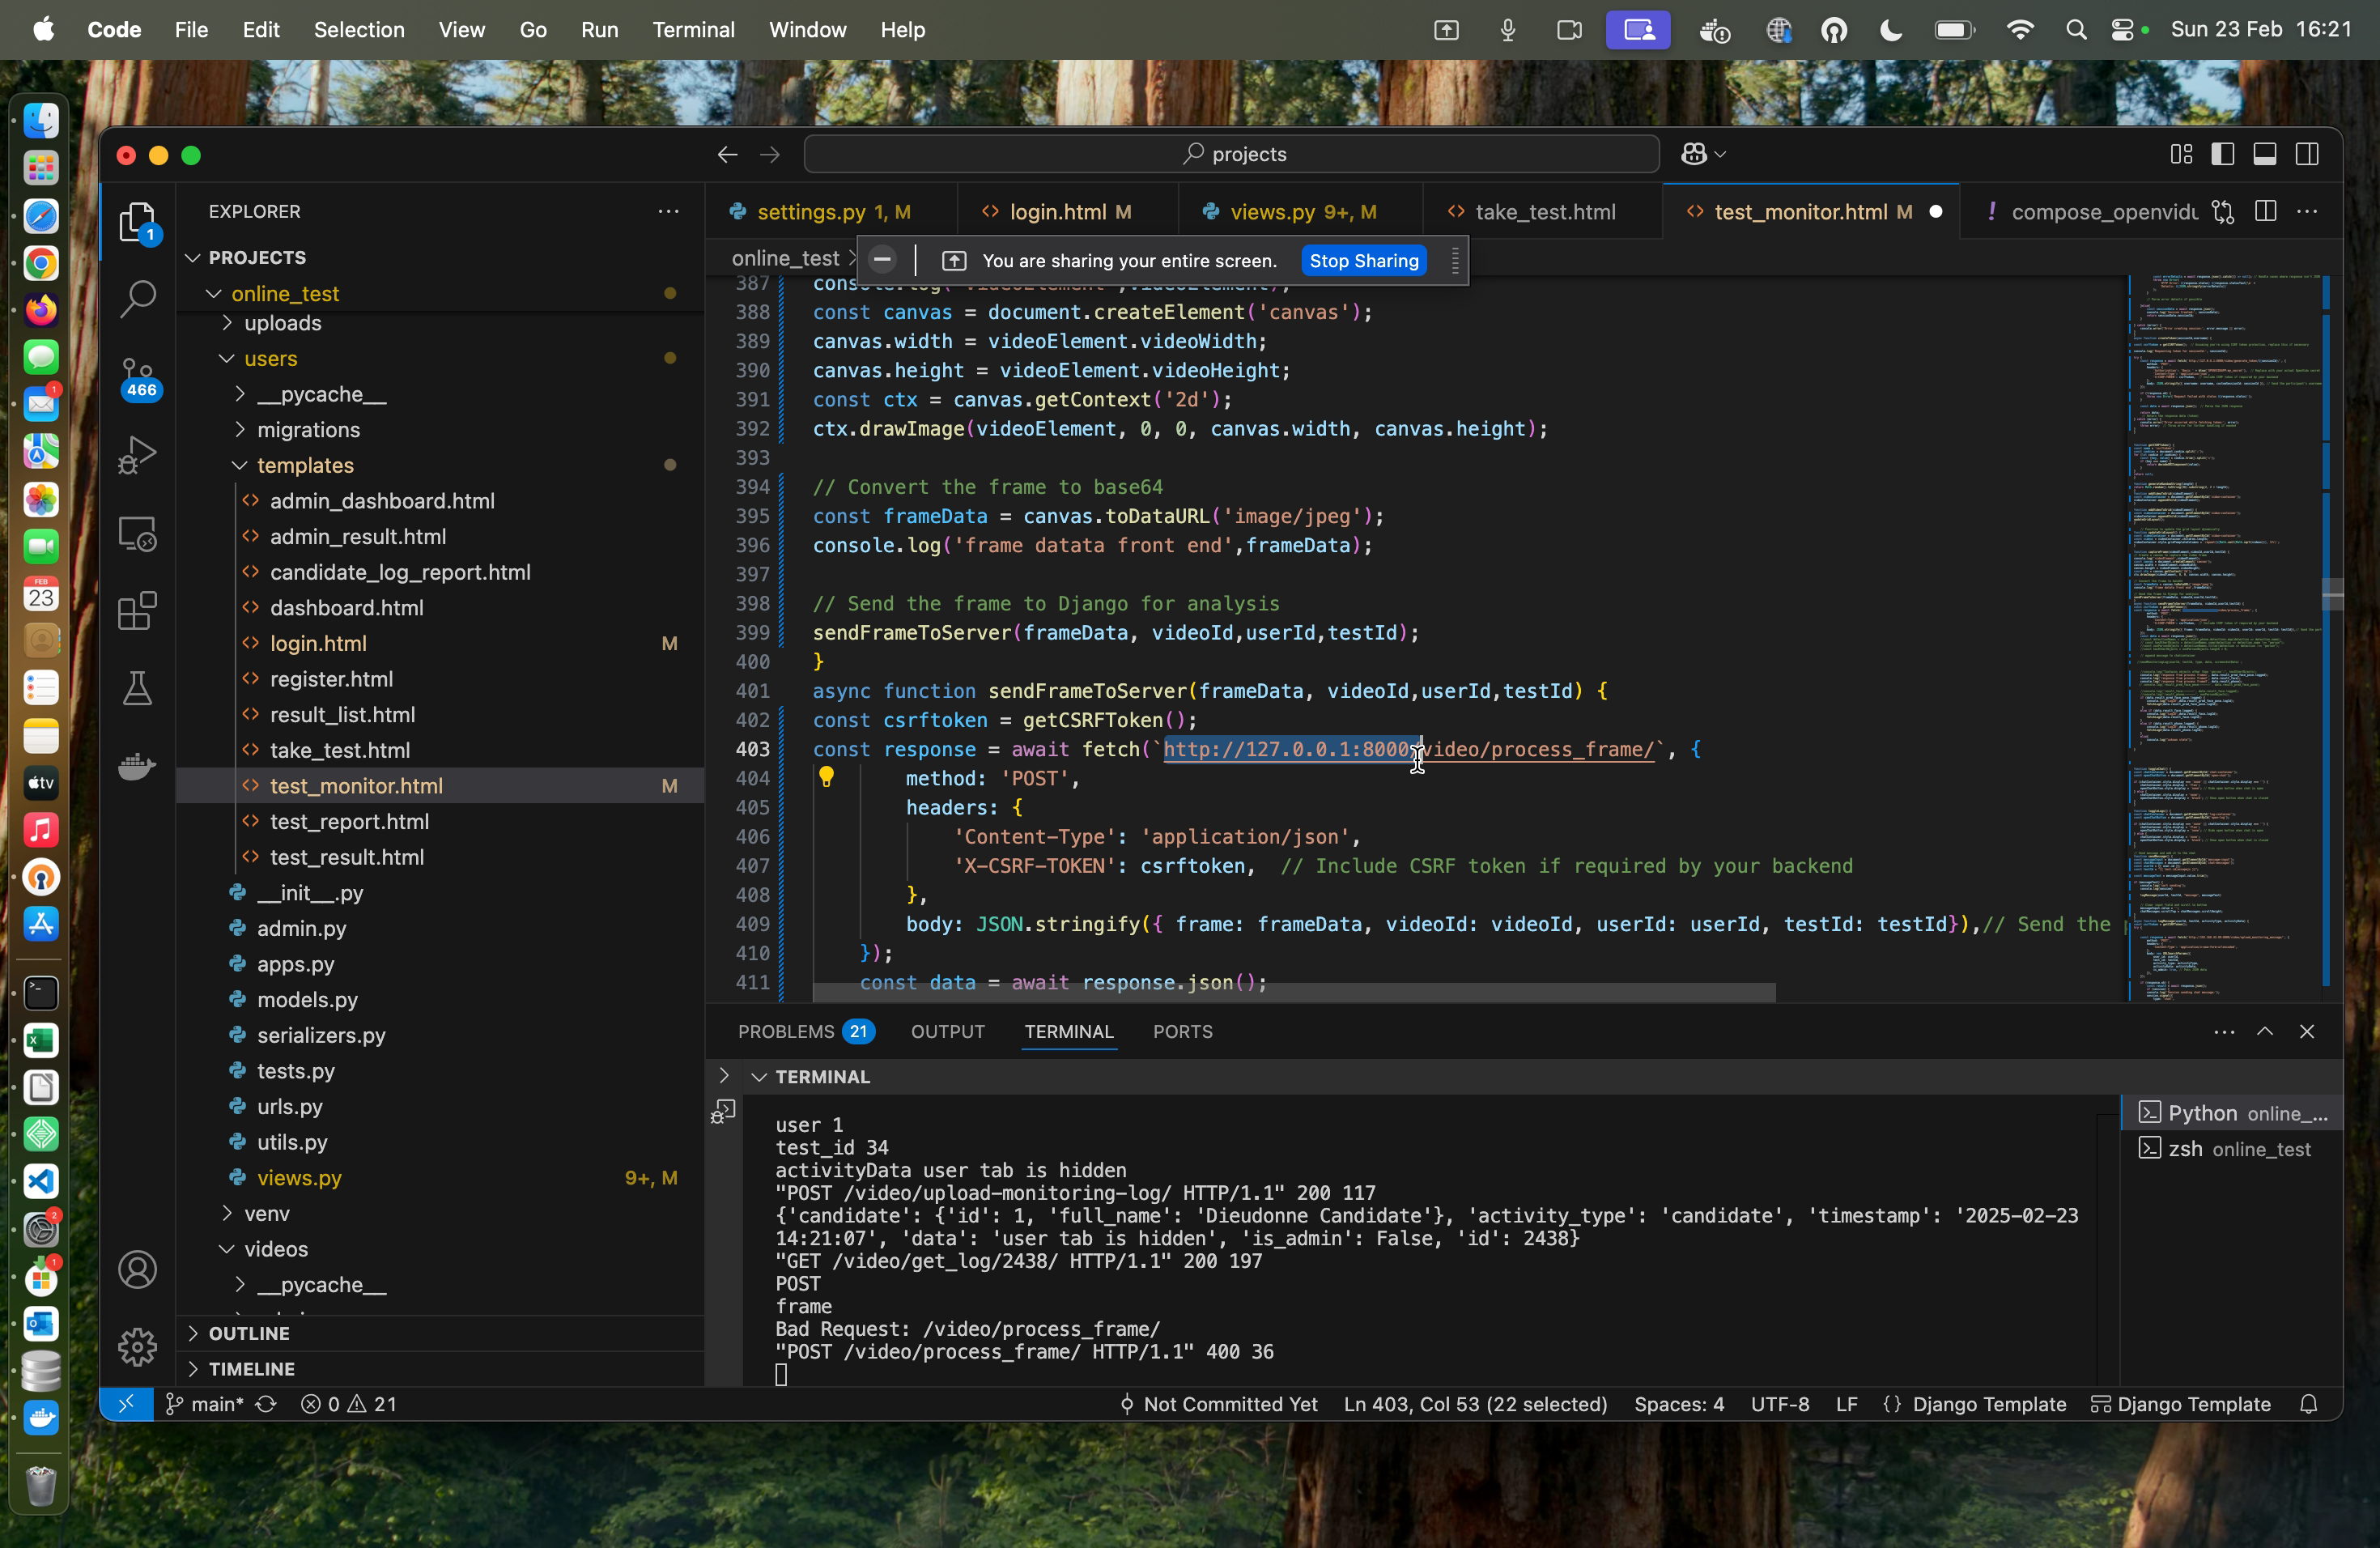 Code File Edit Selection View Go Run Terminal Window Help Sun 23 Feb 16:21
projects
EXPLORER
PROJECTS
online_test
uploads
users
__pycache__
migrations
templates
admin_dashboard.html
admin_result.html
candidate_log_report.html
dashboard.html
login.html M
register.html
result_list.html
take_test.html
test_monitor.html M
test_report.html
test_result.html
__init__.py
admin.py
apps.py
models.py
serializers.py
tests.py
urls.py
utils.py
views.py 9+, M
venv
videos
__pycache__
OUTLINE
TIMELINE
1
466
FEB
23
tv
settings.py 1, M login.html M views.py 9+, M take_test.html test_monitor.html M compose_openvidu
online_test >
You are sharing your entire screen. Stop Sharing
387
388 const canvas = document.createElement('canvas');
389 canvas.width = videoElement.videoWidth;
390 canvas.height = videoElement.videoHeight;
391 const ctx = canvas.getContext('2d');
392 ctx.drawImage(videoElement, 0, 0, canvas.width, canvas.height);
393
394 // Convert the frame to base64
395 const frameData = canvas.toDataURL('image/jpeg');
396 console.log('frame datata front end',frameData);
397
398 // Send the frame to Django for analysis
399 sendFrameToServer(frameData, videoId,userId,testId);
400 }
401 async function sendFrameToServer(frameData, videoId,userId,testId) {
402 const csrftoken = getCSRFToken();
403 const response = await fetch(`http://127.0.0.1:8000/video/process_frame/`, {
404 method: 'POST',
405 headers: {
406 'Content-Type': 'application/json',
407 'X-CSRF-TOKEN': csrftoken, // Include CSRF token if required by your backend
408 },
409 body: JSON.stringify({ frame: frameData, videoId: videoId, userId: userId, testId: testId}),// Send the
410 });
411 const data = await response.json();
PROBLEMS 21 OUTPUT TERMINAL PORTS
TERMINAL
user 1
test_id 34
activityData user tab is hidden
"POST /video/upload-monitoring-log/ HTTP/1.1" 200 117
{'candidate': {'id': 1, 'full_name': 'Dieudonne Candidate'}, 'activity_type': 'candidate', 'timestamp': '2025-02-23
14:21:07', 'data': 'user tab is hidden', 'is_admin': False, 'id': 2438}
"GET /video/get_log/2438/ HTTP/1.1" 200 197
POST
frame
Bad Request: /video/process_frame/
"POST /video/process_frame/ HTTP/1.1" 400 36
Python online_...
zsh online_test
main* 0 21 Not Committed Yet Ln 403, Col 53 (22 selected) Spaces: 4 UTF-8 LF {} Django Template Django Template